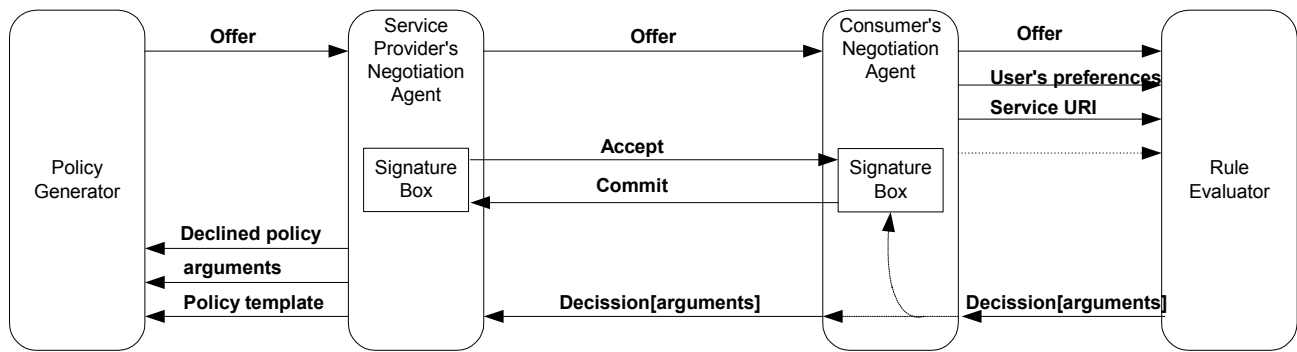 Offer
Service
Provider's
Negotiation
Agent
Offer
Consumer's
Negotiation
Agent
Offer
User's preferences
Service URI
Policy
Generator
Signature
Box
Accept
Commit
Signature
Box
Rule
Evaluator
Declined policy
arguments
Policy template
Decission[arguments]
Decission[arguments]